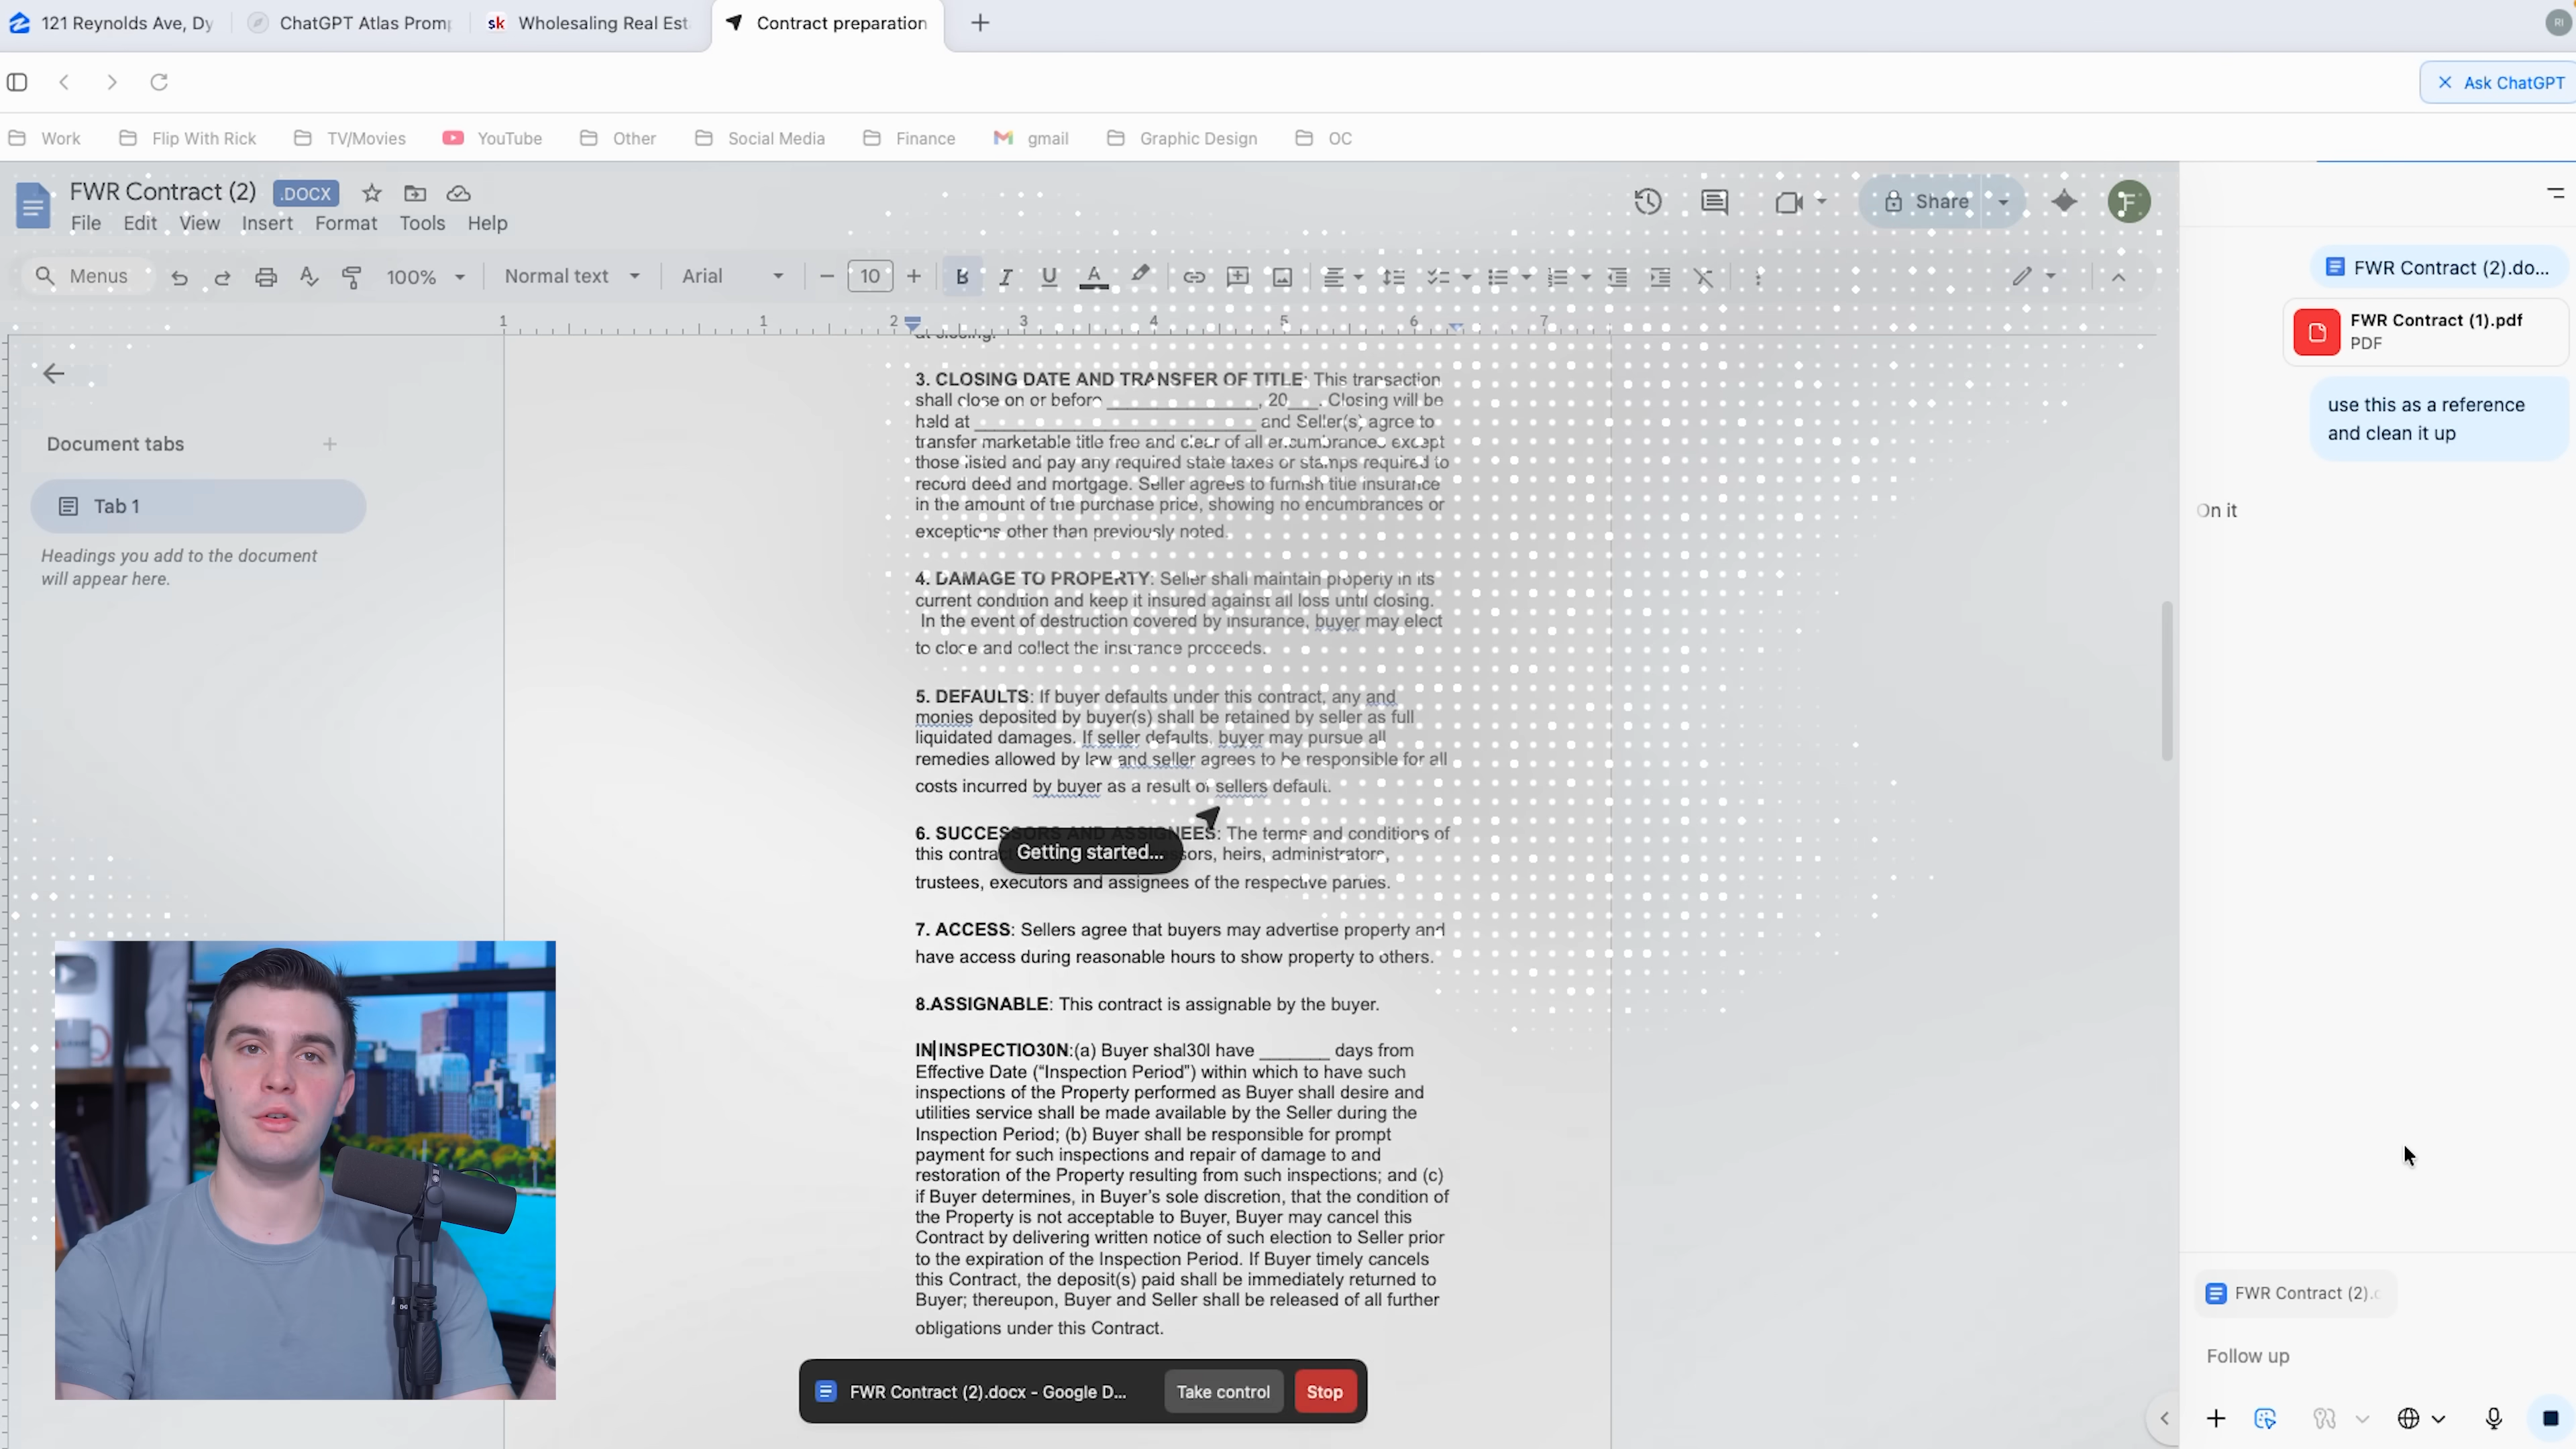 121 Reynolds Ave, Dy
ChatGPT Atlas Promp
sk Wholesaling Real Est
Contract preparation
RI
Ask ChatGPT
Work
Flip With Rick
TV/Movies
YouTube
Other
Social Media
Finance
gmail
Graphic Design
OC
FWR Contract (2) .DOCX
File Edit View Insert Format Tools Help
Share
F
Menus
100%
Normal text
Arial
10
B I U A
1 1 2 3 4 5 6 7
Document tabs
Tab 1
Headings you add to the document
will appear here.
at closing.
3. CLOSING DATE AND TRANSFER OF TITLE: This transaction
shall close on or before ________________, 20___. Closing will be
held at ______________________________ and Seller(s) agree to
transfer marketable title free and clear of all encumbrances except
those listed and pay any required state taxes or stamps required to
record deed and mortgage. Seller agrees to furnish title insurance
in the amount of the purchase price, showing no encumbrances or
exceptions other than previously noted.
4. DAMAGE TO PROPERTY: Seller shall maintain property in its
current condition and keep it insured against all loss until closing.
In the event of destruction covered by insurance, buyer may elect
to close and collect the insurance proceeds.
5. DEFAULTS: If buyer defaults under this contract, any and
monies deposited by buyer(s) shall be retained by seller as full
liquidated damages. If seller defaults, buyer may pursue all
remedies allowed by law and seller agrees to be responsible for all
costs incurred by buyer as a result of sellers default.
6. SUCCESSORS AND ASSIGNEES: The terms and conditions of
this contrac
Getting started...
sors, heirs, administrators,
trustees, executors and assignees of the respective parties.
7. ACCESS: Sellers agree that buyers may advertise property and
have access during reasonable hours to show property to others.
8.ASSIGNABLE: This contract is assignable by the buyer.
IN INSPECTIO30N:(a) Buyer shal30l have _______ days from
Effective Date (“Inspection Period”) within which to have such
inspections of the Property performed as Buyer shall desire and
utilities service shall be made available by the Seller during the
Inspection Period; (b) Buyer shall be responsible for prompt
payment for such inspections and repair of damage to and
restoration of the Property resulting from such inspections; and (c)
if Buyer determines, in Buyer’s sole discretion, that the condition of
the Property is not acceptable to Buyer, Buyer may cancel this
Contract by delivering written notice of such election to Seller prior
to the expiration of the Inspection Period. If Buyer timely cancels
this Contract, the deposit(s) paid shall be immediately returned to
Buyer; thereupon, Buyer and Seller shall be released of all further
obligations under this Contract.
FWR Contract (2).docx - Google D...
Take control
Stop
FWR Contract (2).do...
FWR Contract (1).pdf
PDF
use this as a reference
and clean it up
On it
FWR Contract (2).c
Follow up